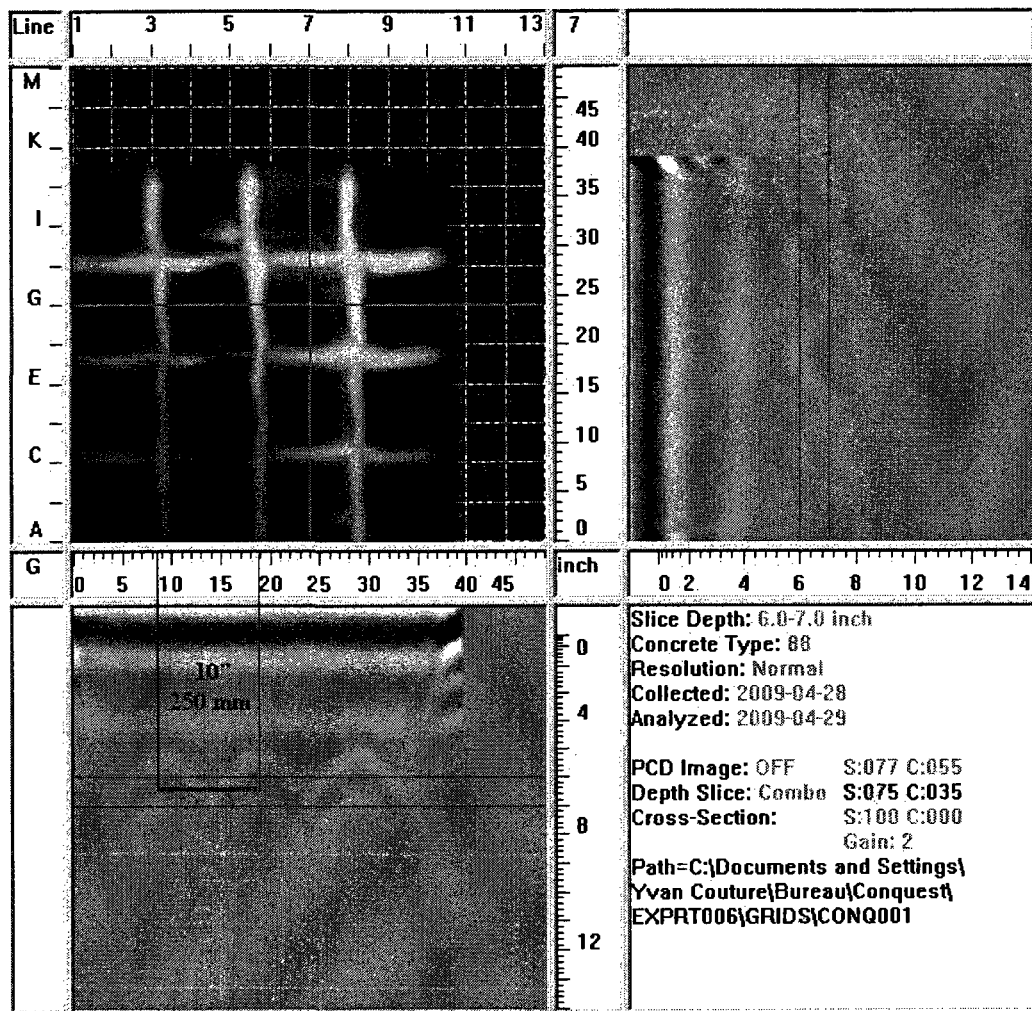 Line 1 3 5 7 9 11 13 7
M
K
I
G
E
C
A
45
40
35
30
25
20
15
10
5
0
G 0 5 10 15 20 25 30 35 40 45 inch 0 2 4 6 8 10 12 14
10"
250 mm
0
4
8
12
Slice Depth: 6.0-7.0 inch
Concrete Type: 88
Resolution: Normal
Collected: 2009-04-28
Analyzed: 2009-04-29
PCD Image: OFF S:077 C:055
Depth Slice: Combo S:075 C:035
Cross-Section: S:100 C:000
Gain: 2
Path=C:\Documents and Settings\
Yvan Couture\Bureau\Conquest\
EXPRT006\GRIDS\CONQ001